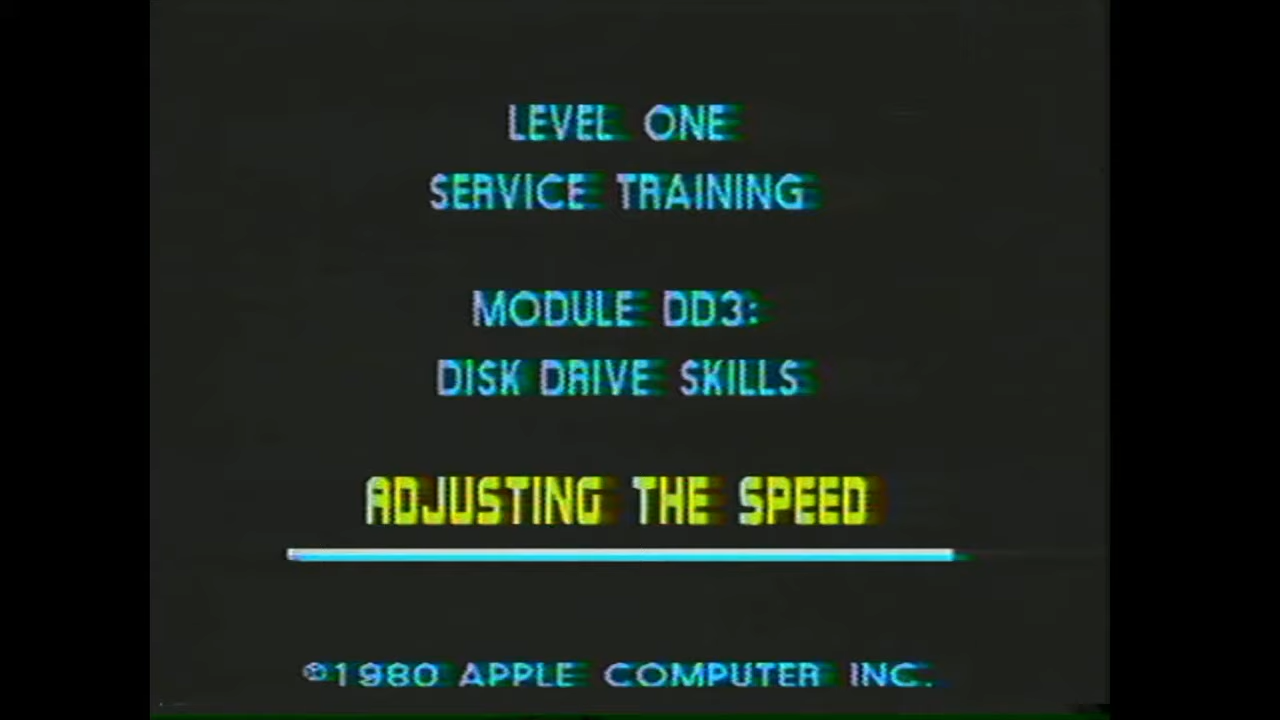 LEVEL ONE
SERVICE TRAINING
MODULE DD3:
DISK DRIVE SKILLS
ADJUSTING THE SPEED
©1980 APPLE COMPUTER INC.